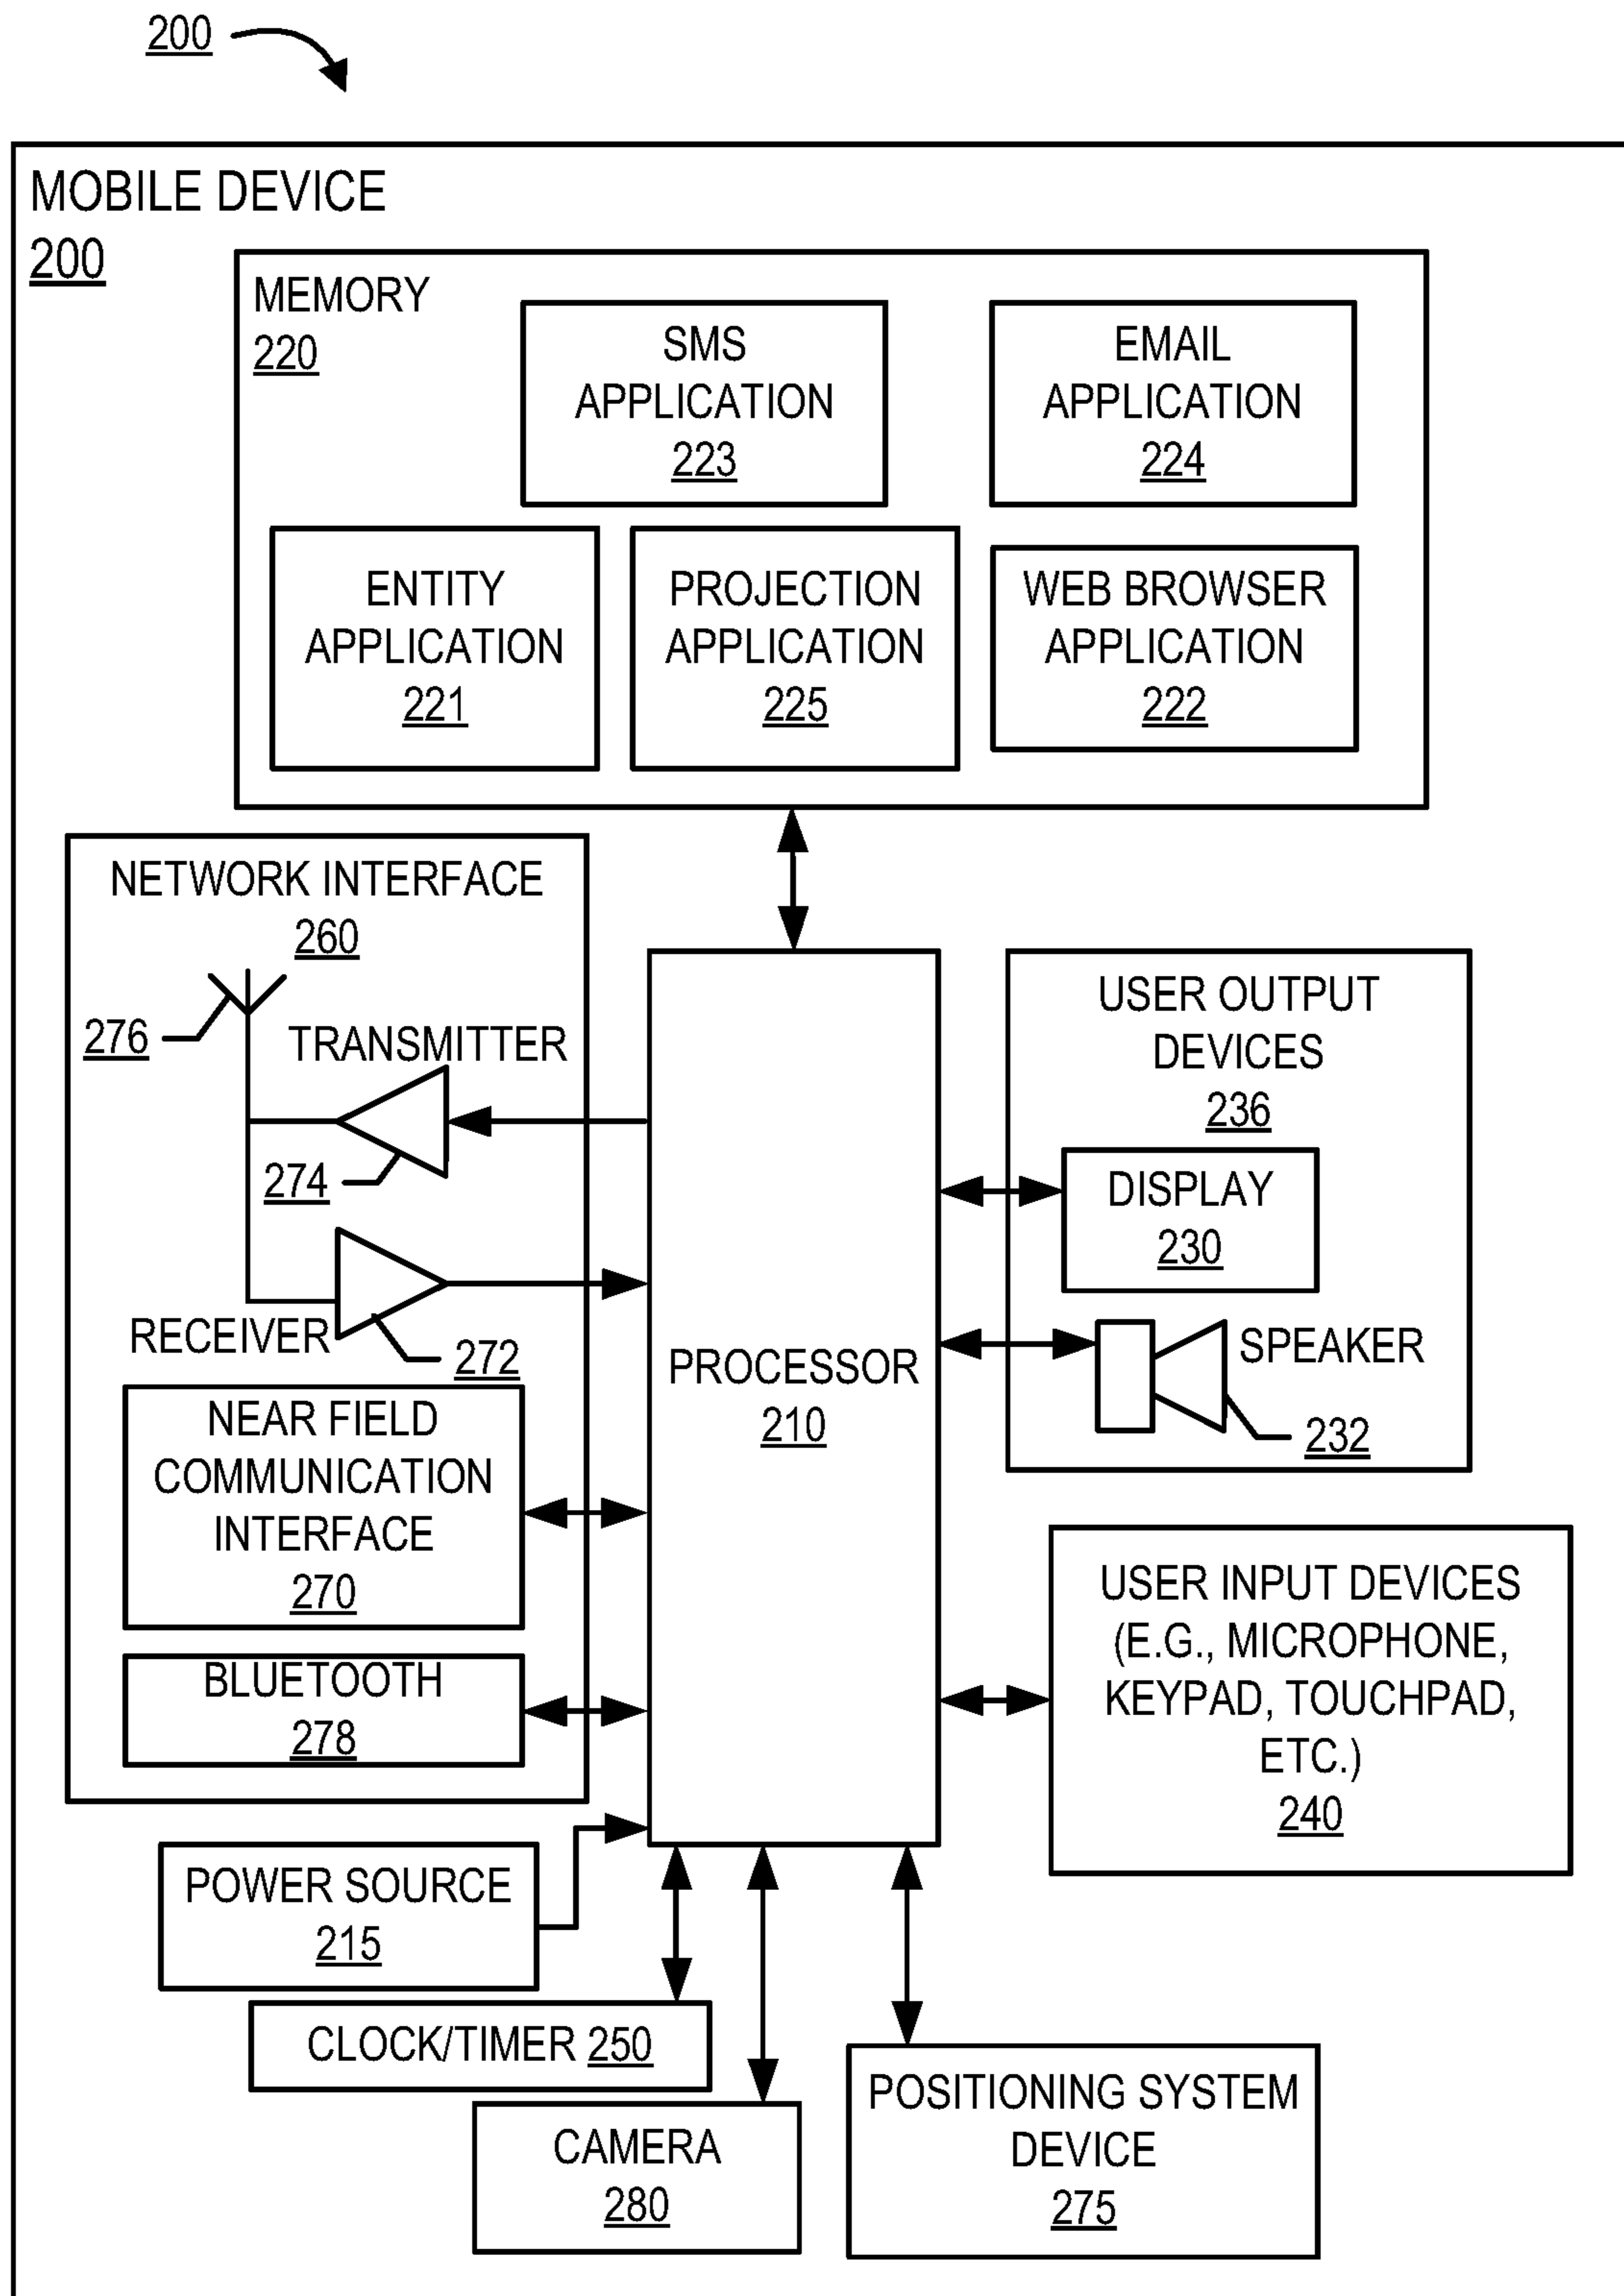 200
MOBILE DEVICE
200
MEMORY
220
SMS
APPLICATION
223
EMAIL
APPLICATION
224
ENTITY
APPLICATION
221
PROJECTION
APPLICATION
225
WEB BROWSER
APPLICATION
222
NETWORK INTERFACE
260
276
TRANSMITTER
274
RECEIVER
272
NEAR FIELD
COMMUNICATION
INTERFACE
270
BLUETOOTH
278
PROCESSOR
210
USER OUTPUT
DEVICES
236
DISPLAY
230
SPEAKER
232
USER INPUT DEVICES
(E.G., MICROPHONE,
KEYPAD, TOUCHPAD,
ETC.)
240
POWER SOURCE
215
CLOCK/TIMER 250
CAMERA
280
POSITIONING SYSTEM
DEVICE
275